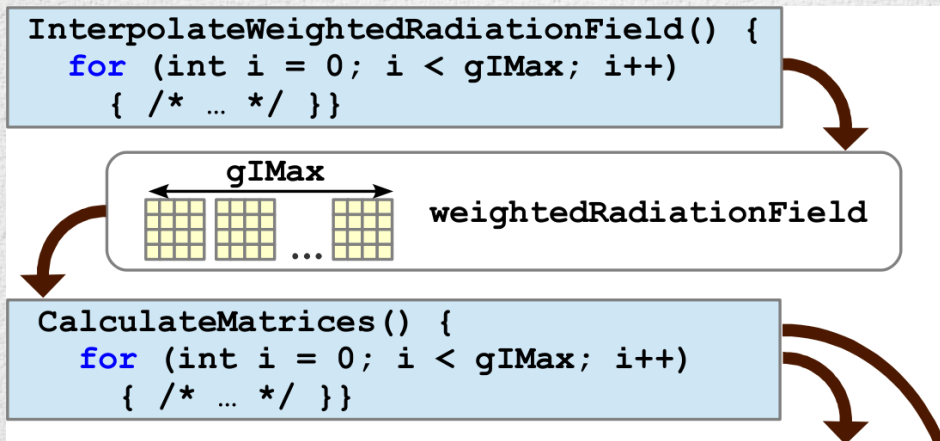 InterpolateWeightedRadiationField() {
for (int i = 0; i < gIMax; i++)
{ /* … */ }}
gIMax
weightedRadiationField
...
CalculateMatrices() {
for (int i = 0; i < gIMax; i++)
{ /* … */ }}